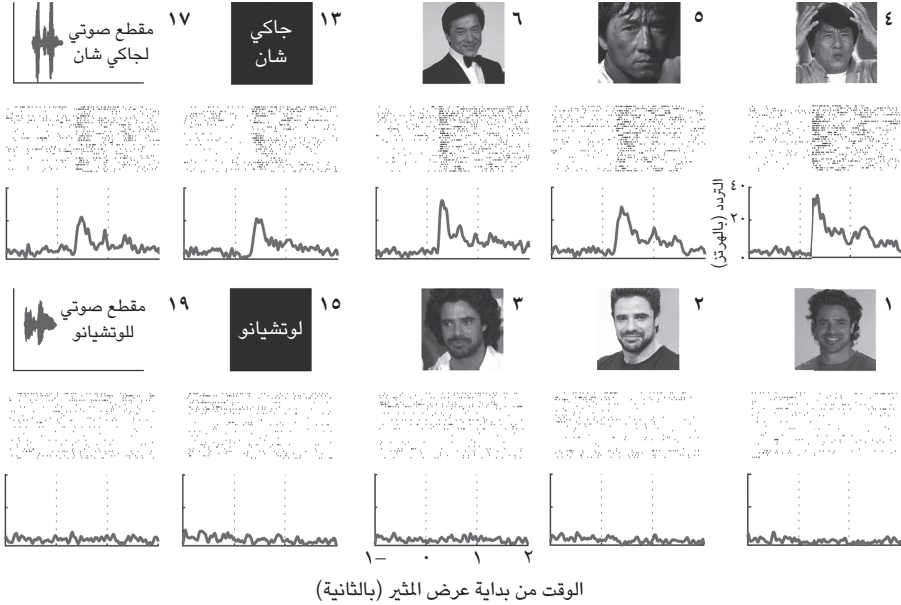 ٤
٥
٦
١٣
جاكي
شان
١٧
مقطع صوتي
لجاكي شان
التردد (بالهرتز)
٤٠
٢٠
٠
١
٢
٣
١٥
لوتشيانو
١٩
مقطع صوتي
للوتشيانو
−١ ٠ ١ ٢
الوقت من بداية عرض المثير (بالثانية)